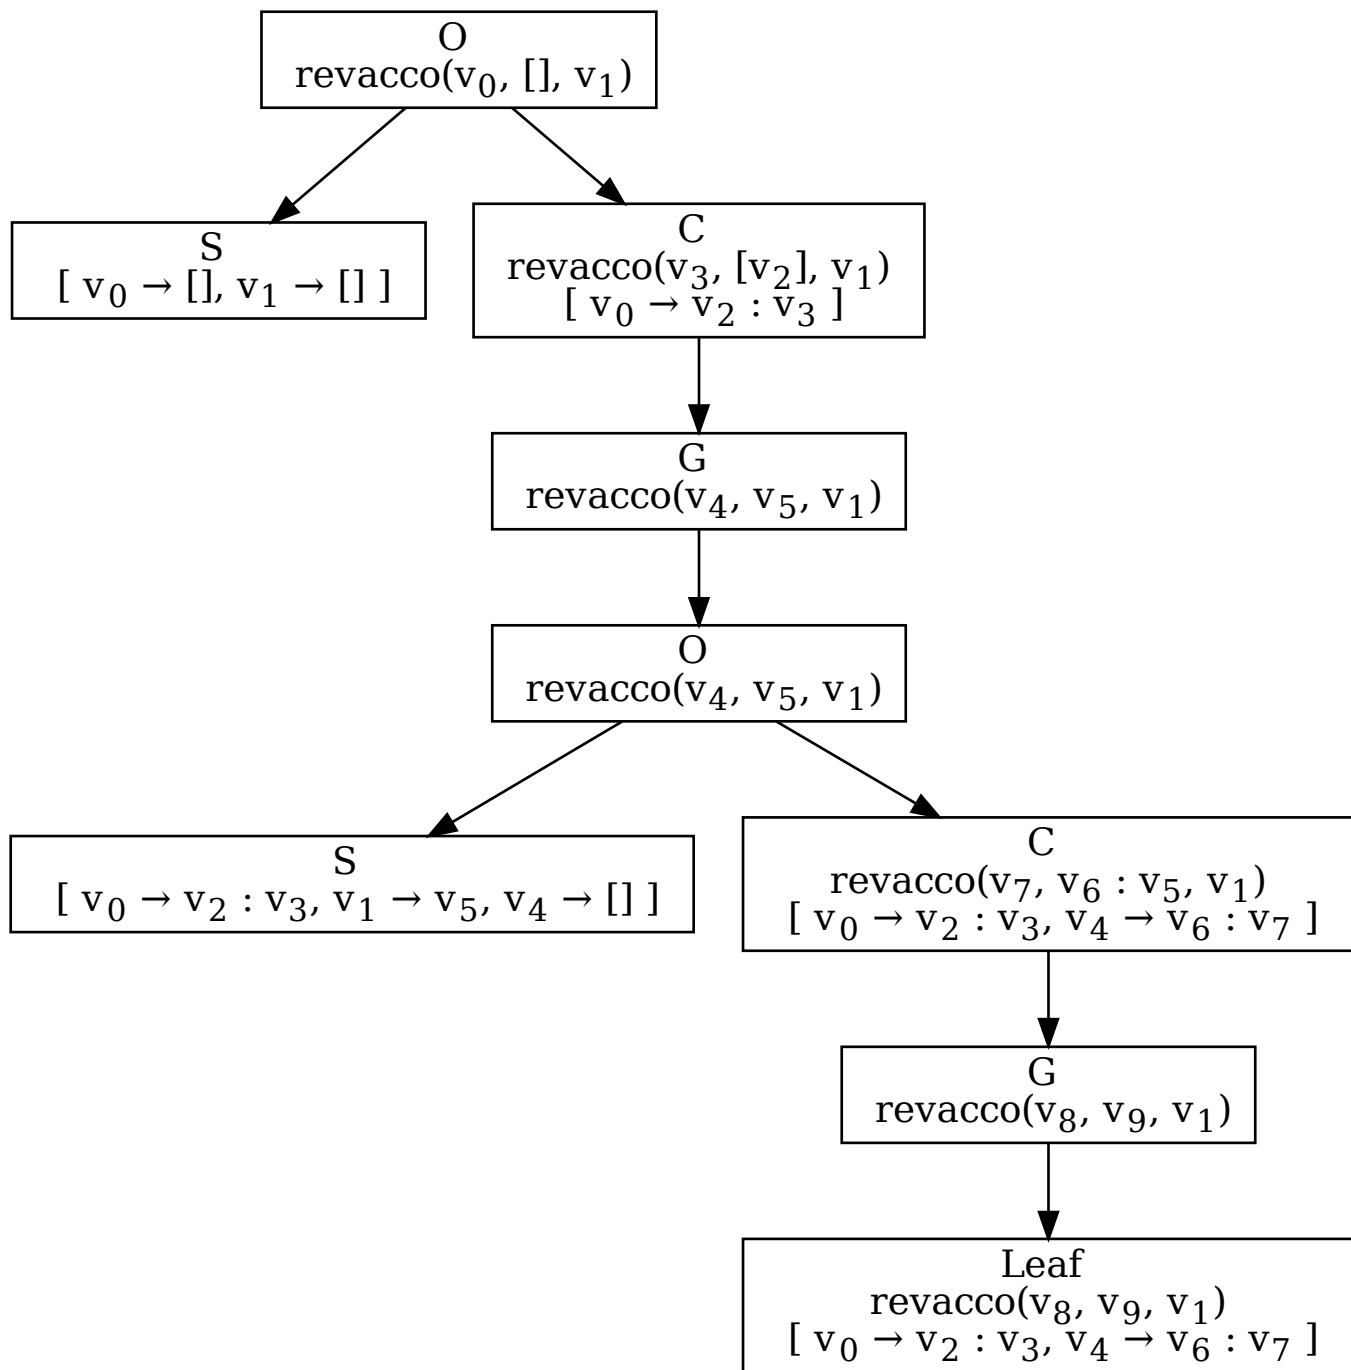 O
revacco(v₀, [], v₁)
S
[ v₀ → [], v₁ → [] ]
C
revacco(v₃, [v₂], v₁)
[ v₀ → v₂ : v₃ ]
G
revacco(v₄, v₅, v₁)
O
revacco(v₄, v₅, v₁)
S
[ v₀ → v₂ : v₃, v₁ → v₅, v₄ → [] ]
C
revacco(v₇, v₆ : v₅, v₁)
[ v₀ → v₂ : v₃, v₄ → v₆ : v₇ ]
G
revacco(v₈, v₉, v₁)
Leaf
revacco(v₈, v₉, v₁)
[ v₀ → v₂ : v₃, v₄ → v₆ : v₇ ]